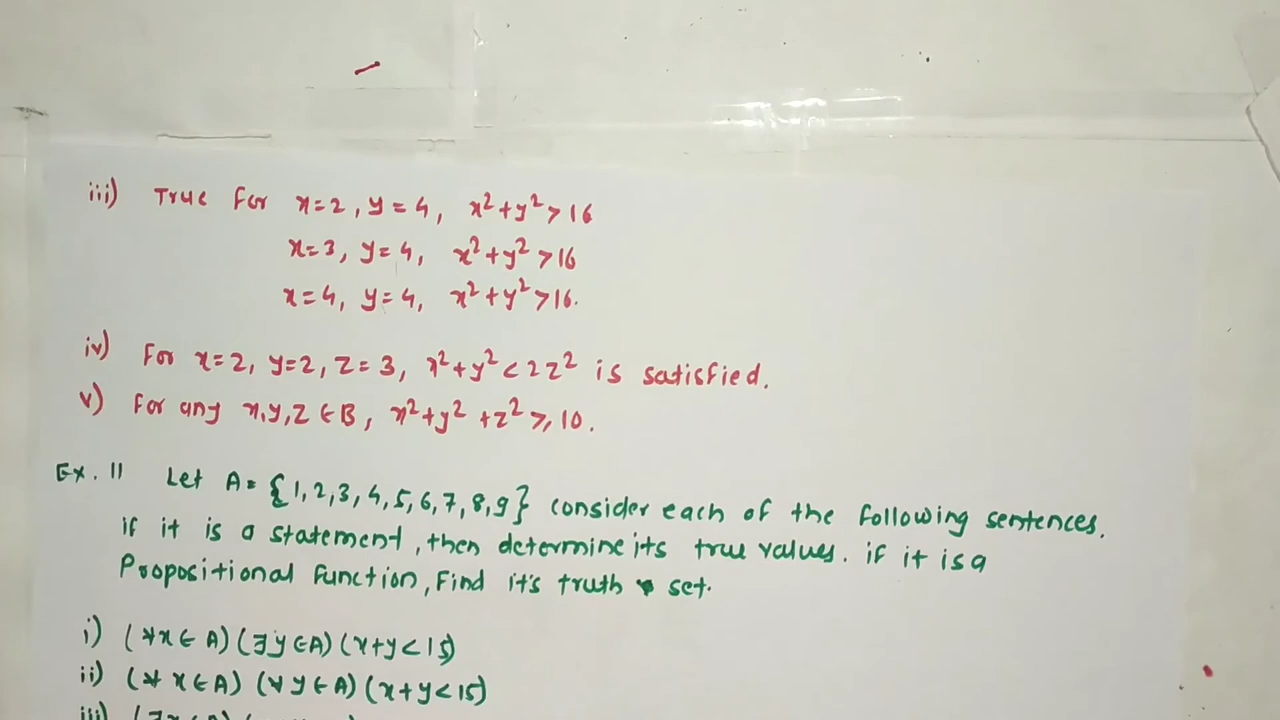 iii) True for x=2, y=4, x²+y²>16
x=3, y=4, x²+y²>16
x=4, y=4, x²+y²>16.
iv) For x=2, y=2, z=3, x²+y²<2z² is satisfied.
v) For any x,y,z ∈ B, x²+y²+z²≥10.
Ex. 11 Let A= {1,2,3,4,5,6,7,8,9} consider each of the following sentences.
if it is a statement, then determine its true values. if it is a
Propositional function, Find it's truth set.
i) (∀x ∈ A) (∃y ∈ A) (x+y<15)
ii) (∀ x ∈ A) (∀ y ∈ A) (x+y<15)
iii)